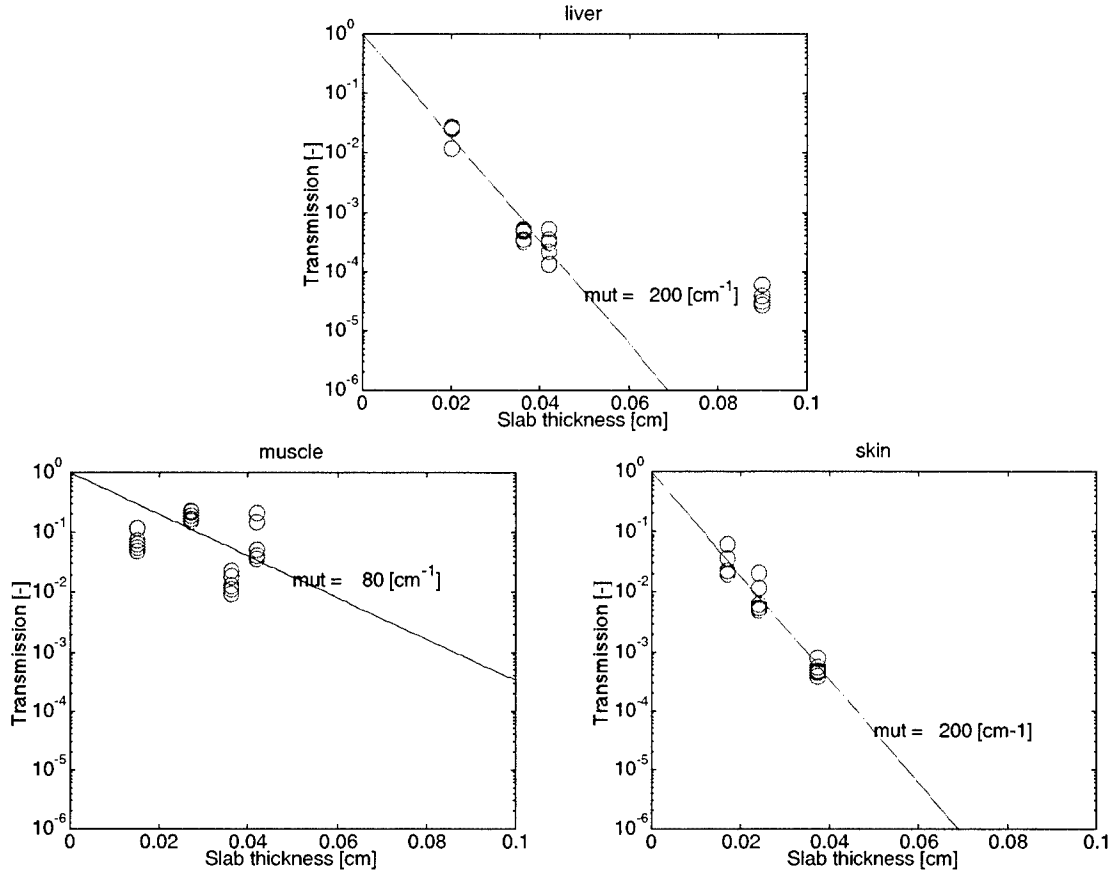 liver
10^0
10^-1
10^-2
10^-3
10^-4
10^-5
10^-6
Transmission [-]
mut = 200 [cm^-1]
0 0.02 0.04 0.06 0.08 0.1
Slab thickness [cm]
muscle
10^0
10^-1
10^-2
10^-3
10^-4
10^-5
10^-6
Transmission [-]
mut = 80 [cm^-1]
0 0.02 0.04 0.06 0.08 0.1
Slab thickness [cm]
skin
10^0
10^-1
10^-2
10^-3
10^-4
10^-5
10^-6
Transmission [-]
mut = 200 [cm-1]
0 0.02 0.04 0.06 0.08 0.1
Slab thickness [cm]